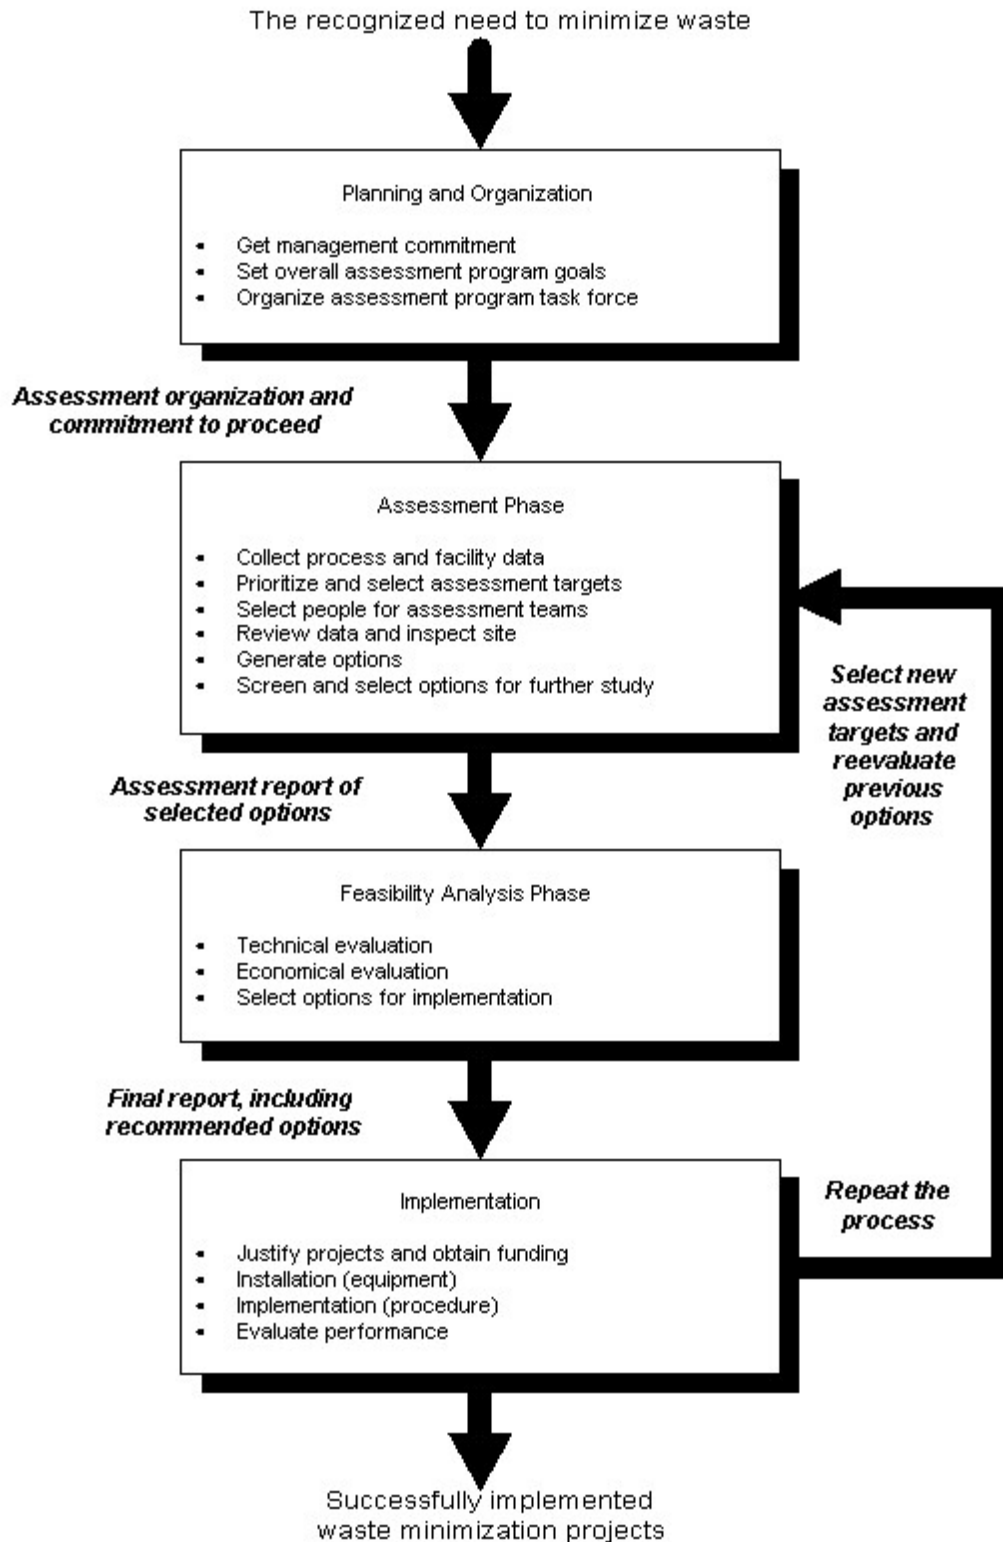 The recognized need to minimize waste
Planning and Organization
• Get management commitment
• Set overall assessment program goals
• Organize assessment program task force
Assessment organization and
commitment to proceed
Assessment Phase
• Collect process and facility data
• Prioritize and select assessment targets
• Select people for assessment teams
• Review data and inspect site
• Generate options
• Screen and select options for further study
Select new
assessment
targets and
reevaluate
previous
options
Assessment report of
selected options
Feasibility Analysis Phase
• Technical evaluation
• Economical evaluation
• Select options for implementation
Final report, including
recommended options
Implementation
• Justify projects and obtain funding
• Installation (equipment)
• Implementation (procedure)
• Evaluate performance
Repeat the
process
Successfully implemented
waste minimization projects